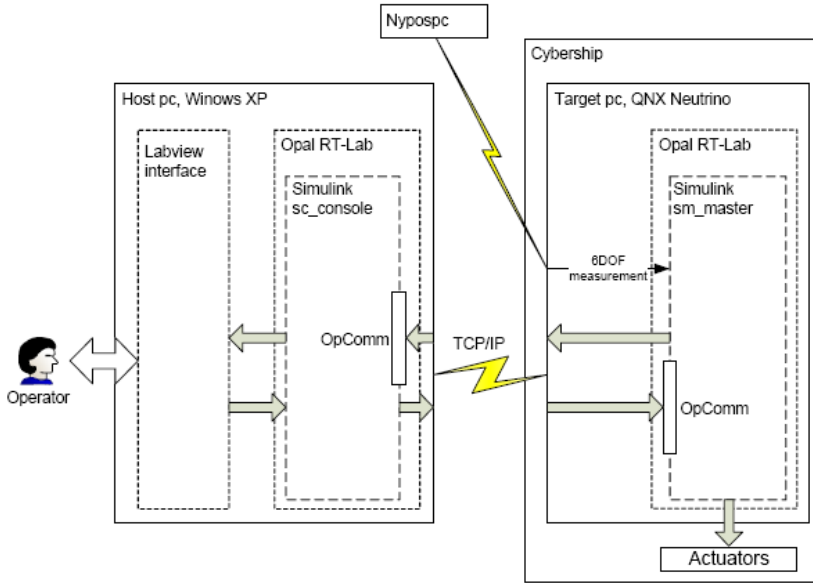 Nypospc
Cybership
Host pc, Winows XP
Target pc, QNX Neutrino
Labview
interface
Opal RT-Lab
Simulink
sc_console
Opal RT-Lab
Simulink
sm_master
6DOF
measurement
OpComm
TCP/IP
Operator
OpComm
Actuators